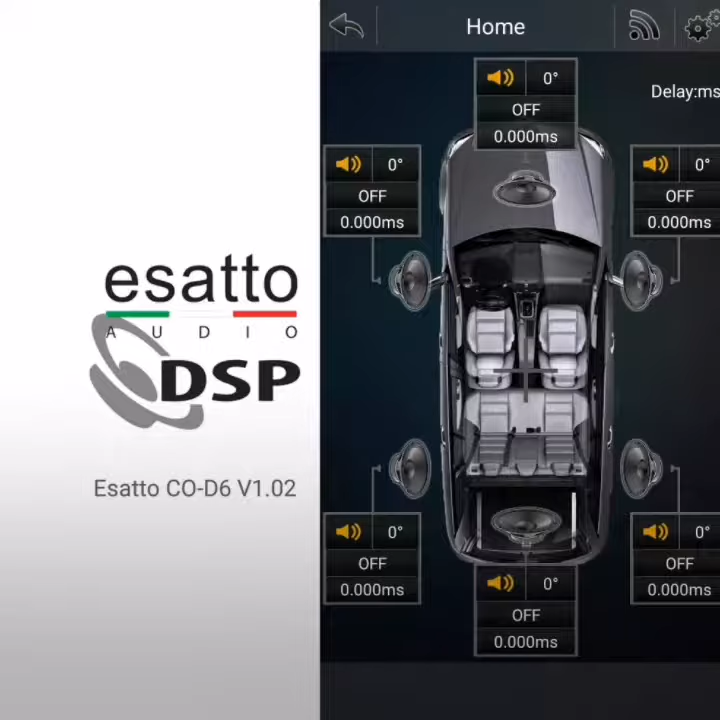 esatto
AUDIO
DSP
Esatto CO-D6 V1.02
Home
Delay:ms
0°
OFF
0.000ms
0°
OFF
0.000ms
0°
OFF
0.000ms
0°
OFF
0.000ms
0°
OFF
0.000ms
0°
OFF
0.000ms